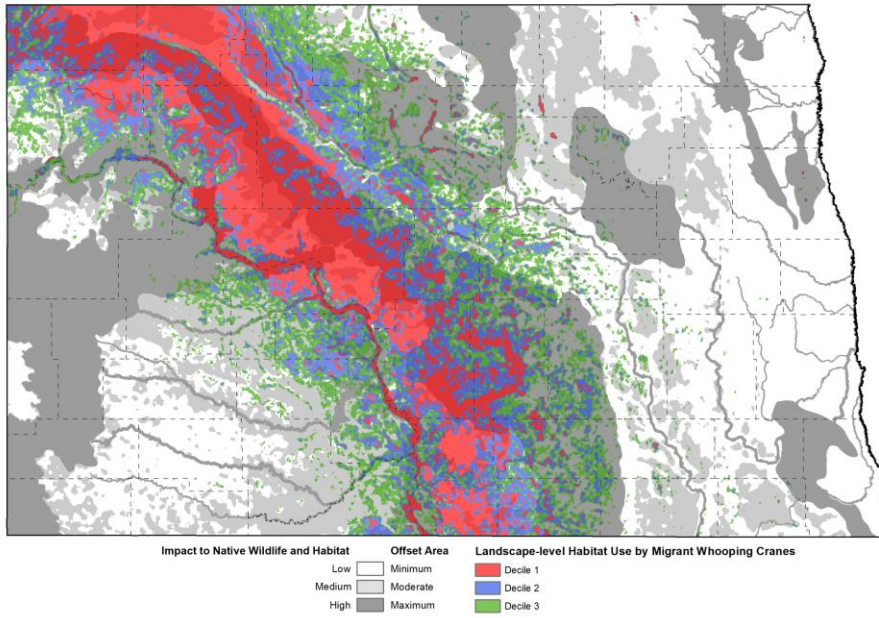 Impact to Native Wildlife and Habitat Offset Area Landscape-level Habitat Use by Migrant Whooping Cranes
Low Minimum Decile 1
Medium Moderate Decile 2
High Maximum Decile 3